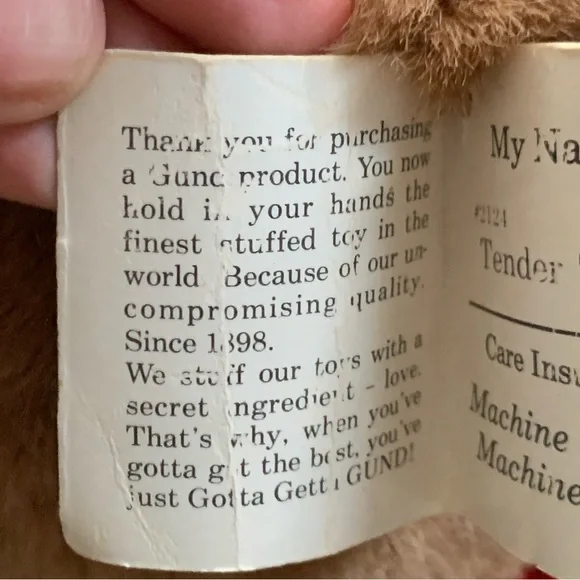 Thank you for purchasing
a Gund product. You now
hold in your hands the
finest stuffed toy in the
world Because of our un-
compromising quality.
Since 1898.
We stuff our toys with a
secret ingredient - love.
That's why, when you've
gotta get the best, you've
just Gotta Getta GUND!
My Na
#2124
Tender
Care Ins
Machine
Machine